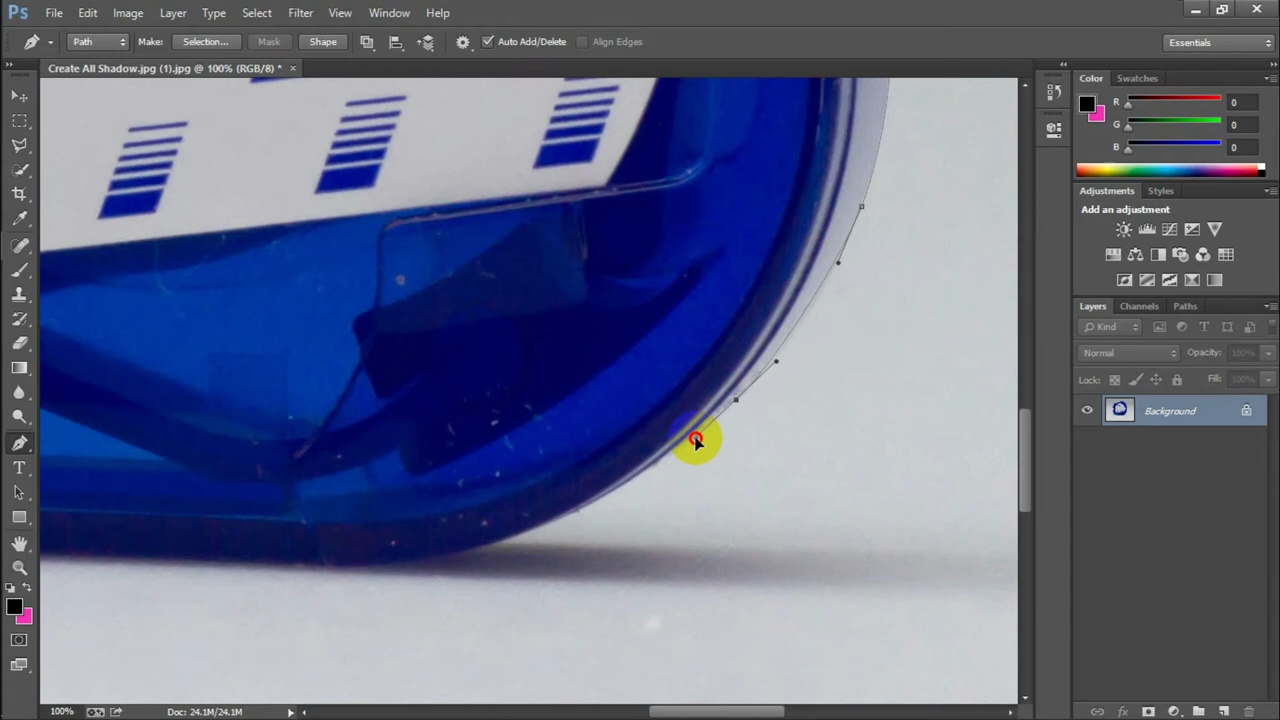 Ps File Edit Image Layer Type Select Filter 3D View Window Help
Path Make: Selection... Mask Shape Auto Add/Delete Align Edges Essentials
Create All Shadow.jpg (1).jpg @ 100% (RGB/8) * ×
Color Swatches
R 0
G 0
B 0
Adjustments Styles
Add an adjustment
Layers Channels Paths
Kind
Normal Opacity: 100%
Lock: Fill: 100%
Background
100% Doc: 24.1M/24.1M